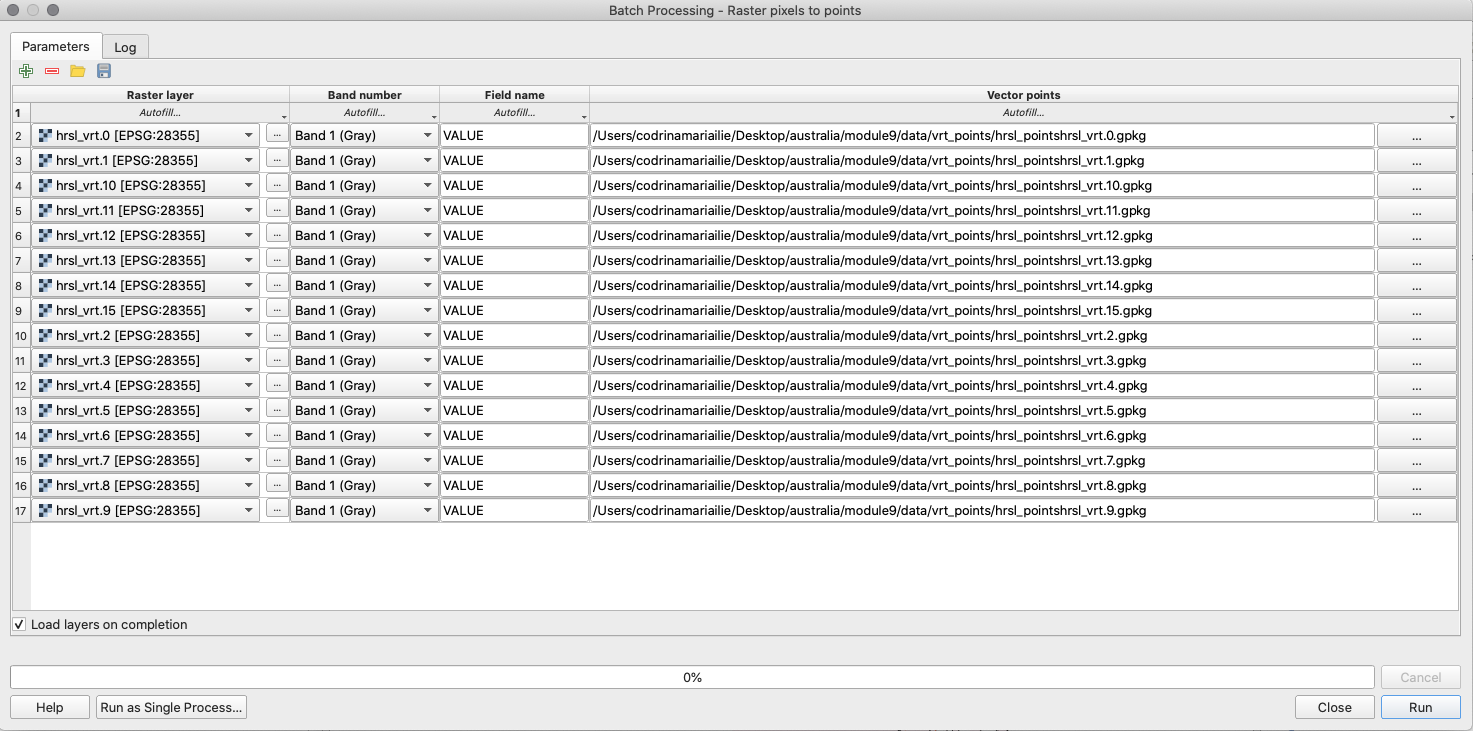 Batch Processing - Raster pixels to points
Parameters Log
Raster layer Band number Field name Vector points
1 Autofill... Autofill... Autofill... Autofill...
2 hrsl_vrt.0 [EPSG:28355] ... Band 1 (Gray) VALUE /Users/codrinamariailie/Desktop/australia/module9/data/vrt_points/hrsl_pointshrsl_vrt.0.gpkg ...
3 hrsl_vrt.1 [EPSG:28355] ... Band 1 (Gray) VALUE /Users/codrinamariailie/Desktop/australia/module9/data/vrt_points/hrsl_pointshrsl_vrt.1.gpkg ...
4 hrsl_vrt.10 [EPSG:28355] ... Band 1 (Gray) VALUE /Users/codrinamariailie/Desktop/australia/module9/data/vrt_points/hrsl_pointshrsl_vrt.10.gpkg ...
5 hrsl_vrt.11 [EPSG:28355] ... Band 1 (Gray) VALUE /Users/codrinamariailie/Desktop/australia/module9/data/vrt_points/hrsl_pointshrsl_vrt.11.gpkg ...
6 hrsl_vrt.12 [EPSG:28355] ... Band 1 (Gray) VALUE /Users/codrinamariailie/Desktop/australia/module9/data/vrt_points/hrsl_pointshrsl_vrt.12.gpkg ...
7 hrsl_vrt.13 [EPSG:28355] ... Band 1 (Gray) VALUE /Users/codrinamariailie/Desktop/australia/module9/data/vrt_points/hrsl_pointshrsl_vrt.13.gpkg ...
8 hrsl_vrt.14 [EPSG:28355] ... Band 1 (Gray) VALUE /Users/codrinamariailie/Desktop/australia/module9/data/vrt_points/hrsl_pointshrsl_vrt.14.gpkg ...
9 hrsl_vrt.15 [EPSG:28355] ... Band 1 (Gray) VALUE /Users/codrinamariailie/Desktop/australia/module9/data/vrt_points/hrsl_pointshrsl_vrt.15.gpkg ...
10 hrsl_vrt.2 [EPSG:28355] ... Band 1 (Gray) VALUE /Users/codrinamariailie/Desktop/australia/module9/data/vrt_points/hrsl_pointshrsl_vrt.2.gpkg ...
11 hrsl_vrt.3 [EPSG:28355] ... Band 1 (Gray) VALUE /Users/codrinamariailie/Desktop/australia/module9/data/vrt_points/hrsl_pointshrsl_vrt.3.gpkg ...
12 hrsl_vrt.4 [EPSG:28355] ... Band 1 (Gray) VALUE /Users/codrinamariailie/Desktop/australia/module9/data/vrt_points/hrsl_pointshrsl_vrt.4.gpkg ...
13 hrsl_vrt.5 [EPSG:28355] ... Band 1 (Gray) VALUE /Users/codrinamariailie/Desktop/australia/module9/data/vrt_points/hrsl_pointshrsl_vrt.5.gpkg ...
14 hrsl_vrt.6 [EPSG:28355] ... Band 1 (Gray) VALUE /Users/codrinamariailie/Desktop/australia/module9/data/vrt_points/hrsl_pointshrsl_vrt.6.gpkg ...
15 hrsl_vrt.7 [EPSG:28355] ... Band 1 (Gray) VALUE /Users/codrinamariailie/Desktop/australia/module9/data/vrt_points/hrsl_pointshrsl_vrt.7.gpkg ...
16 hrsl_vrt.8 [EPSG:28355] ... Band 1 (Gray) VALUE /Users/codrinamariailie/Desktop/australia/module9/data/vrt_points/hrsl_pointshrsl_vrt.8.gpkg ...
17 hrsl_vrt.9 [EPSG:28355] ... Band 1 (Gray) VALUE /Users/codrinamariailie/Desktop/australia/module9/data/vrt_points/hrsl_pointshrsl_vrt.9.gpkg ...
Load layers on completion
0% Cancel
Help Run as Single Process... Close Run